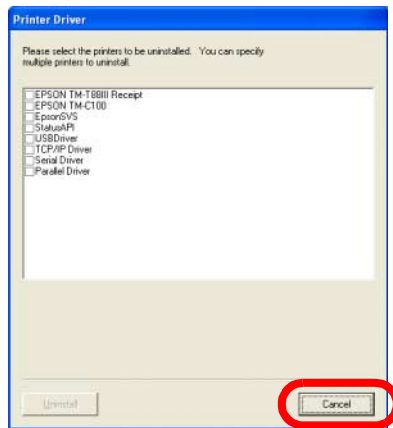 Printer Driver
Please select the printers to be uninstalled. You can specify
multiple printers to uninstall.
EPSON TM-T88III Receipt
EPSON TM-C100
EpsonSVS
StatusAPI
USBDriver
TCP/IP Driver
Serial Driver
Parallel Driver
Uninstall
Cancel